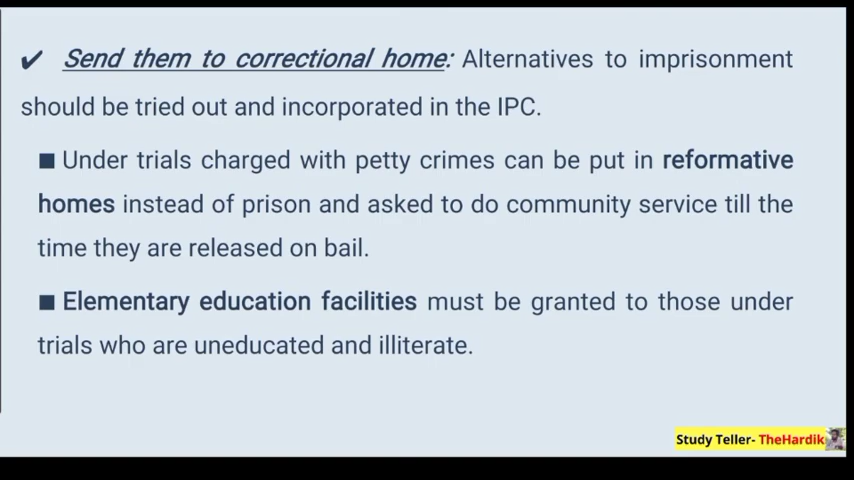 ✔ Send them to correctional home: Alternatives to imprisonment
should be tried out and incorporated in the IPC.
■ Under trials charged with petty crimes can be put in reformative
homes instead of prison and asked to do community service till the
time they are released on bail.
■ Elementary education facilities must be granted to those under
trials who are uneducated and illiterate.
Study Teller- TheHardik